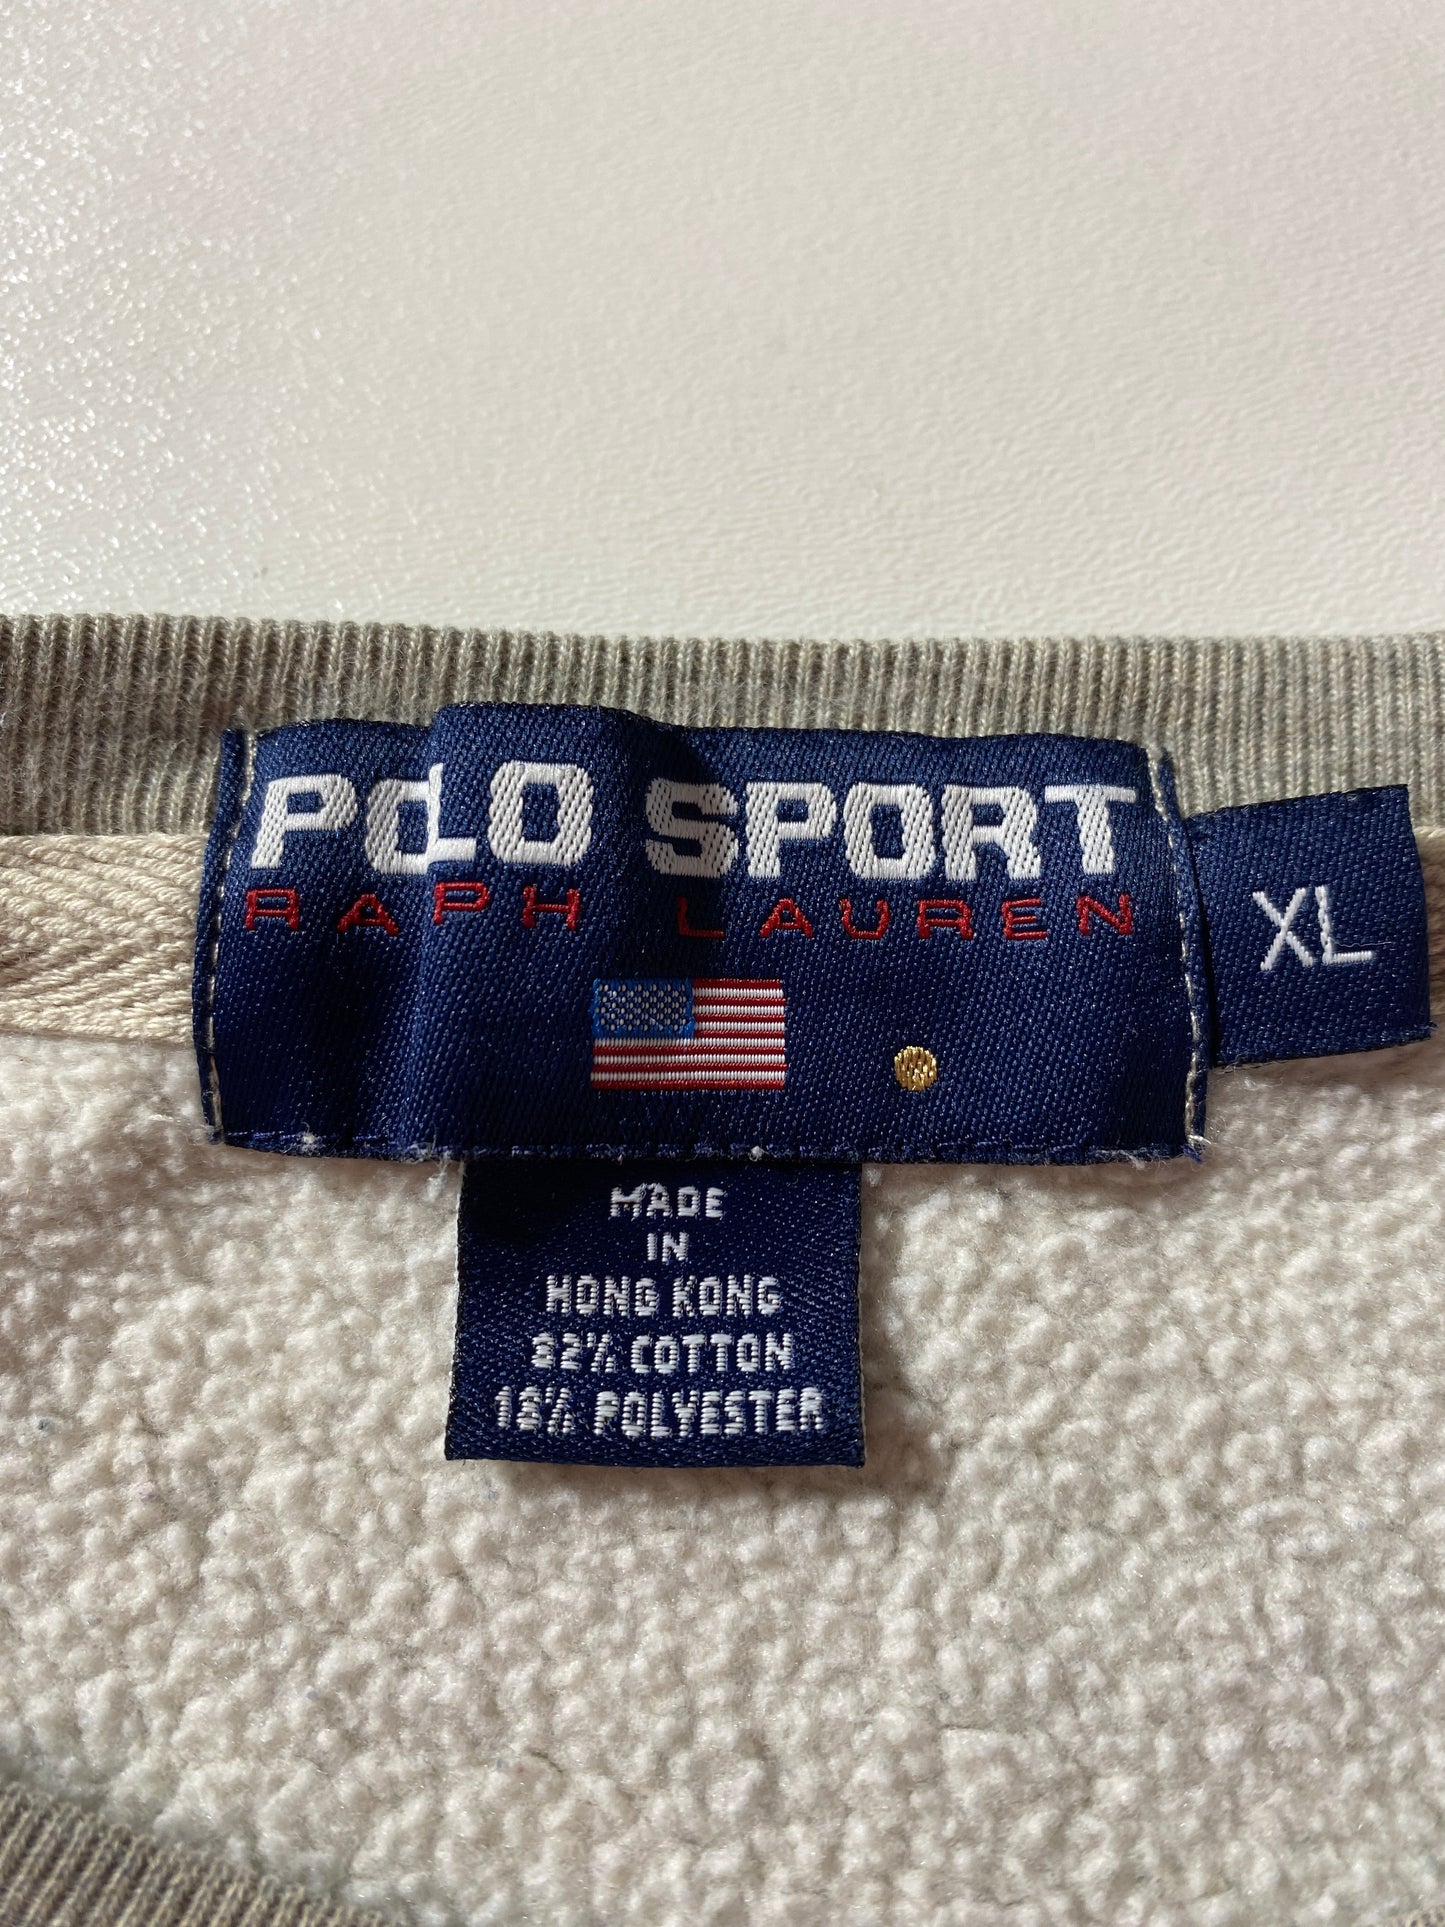 POLO SPORT
RALPH LAUREN
XL
MADE
IN
HONG KONG
82% COTTON
18% POLYESTER